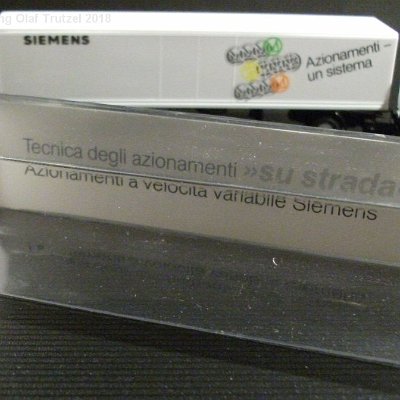 ng Olaf Trutzel 2018
SIEMENS
Azionamenti –
un sistema
Tecnica degli azionamenti »su strada«
Azionamenti a velocità variabile Siemens